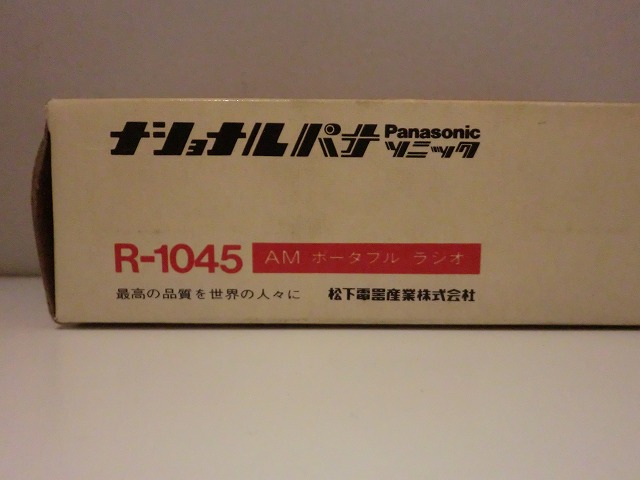 ナショナル パナ Panasonic ソニック
R-1045 AM ポータブル ラジオ
最高の品質を世界の人々に 松下電器産業株式会社